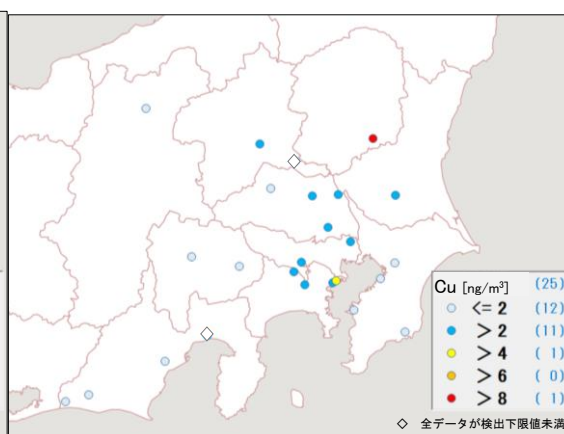 Cu [ng/m³] (25)
<= 2 (12)
> 2 (11)
> 4 ( 1)
> 6 ( 0)
> 8 ( 1)
◇ 全データが検出下限値未満